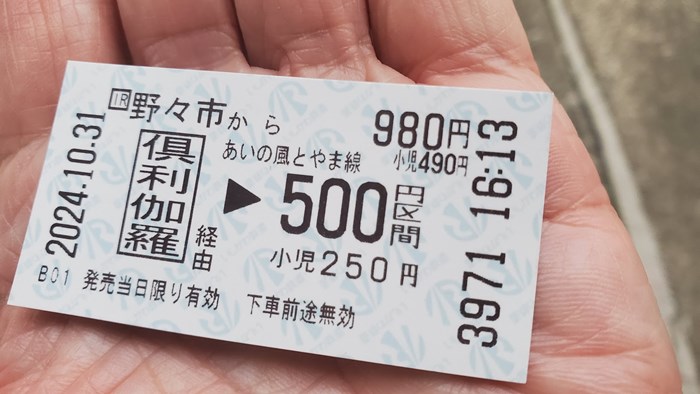 IR野々市から 980円
小児490円
倶利伽羅経由
あいの風とやま線
▶500円区間
小児250円
B01 発売当日限り有効 下車前途無効
2024.10.31
3971 16:13